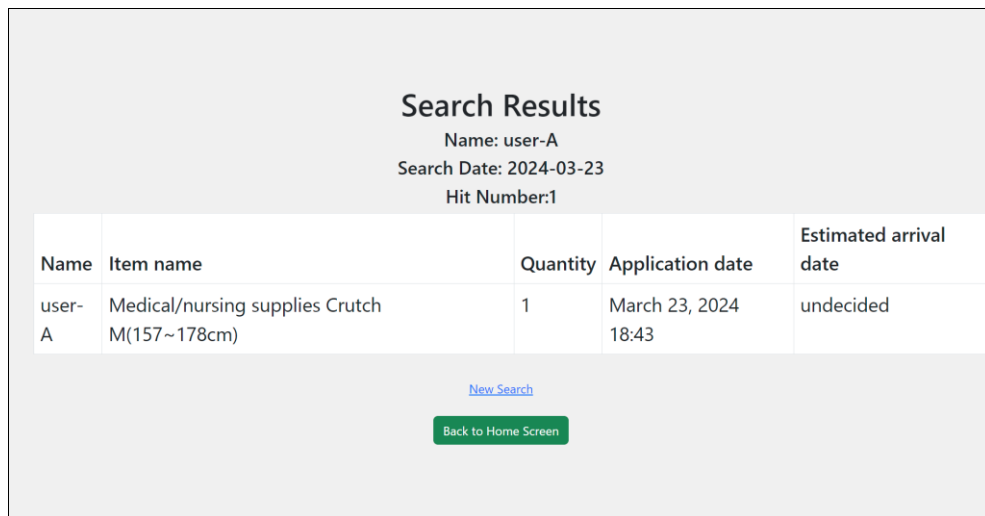 Search Results
Name: user-A
Search Date: 2024-03-23
Hit Number:1
Name Item name Quantity Application date Estimated arrival date
user-A Medical/nursing supplies Crutch M(157~178cm) 1 March 23, 2024 18:43 undecided
New Search
Back to Home Screen